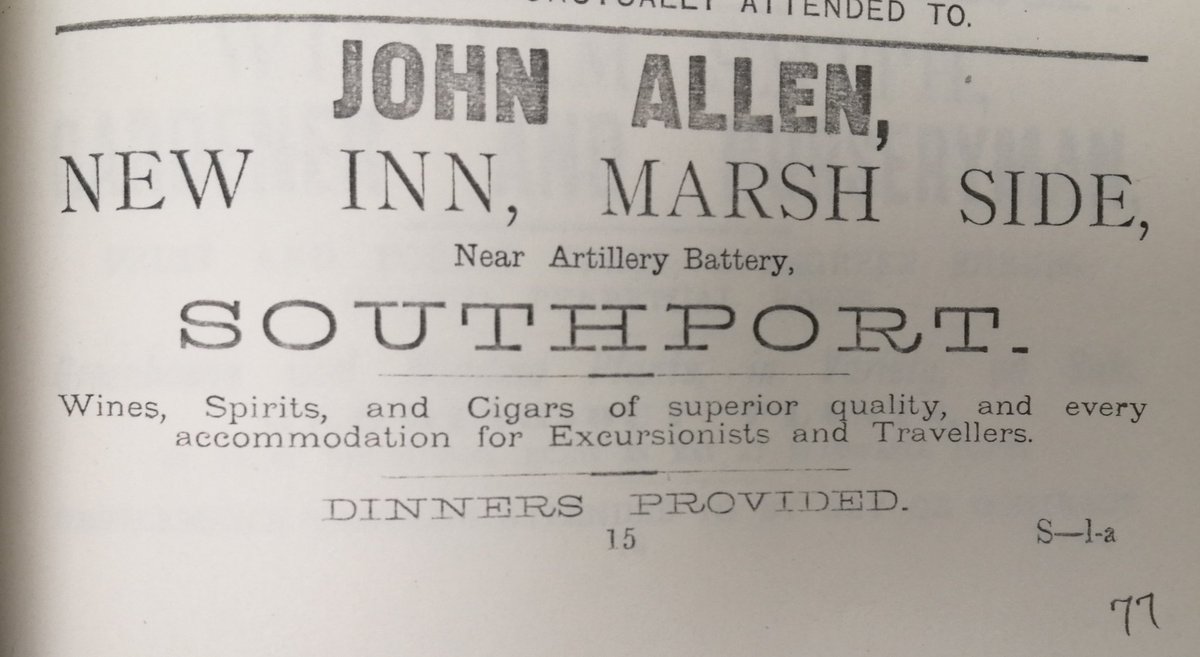 ATTENDED TO.
JOHN ALLEN,
NEW INN, MARSH SIDE,
Near Artillery Battery,
SOUTHPORT.
Wines, Spirits, and Cigars of superior quality, and every
accommodation for Excursionists and Travellers.
DINNERS PROVIDED.
15
S—1-a
77